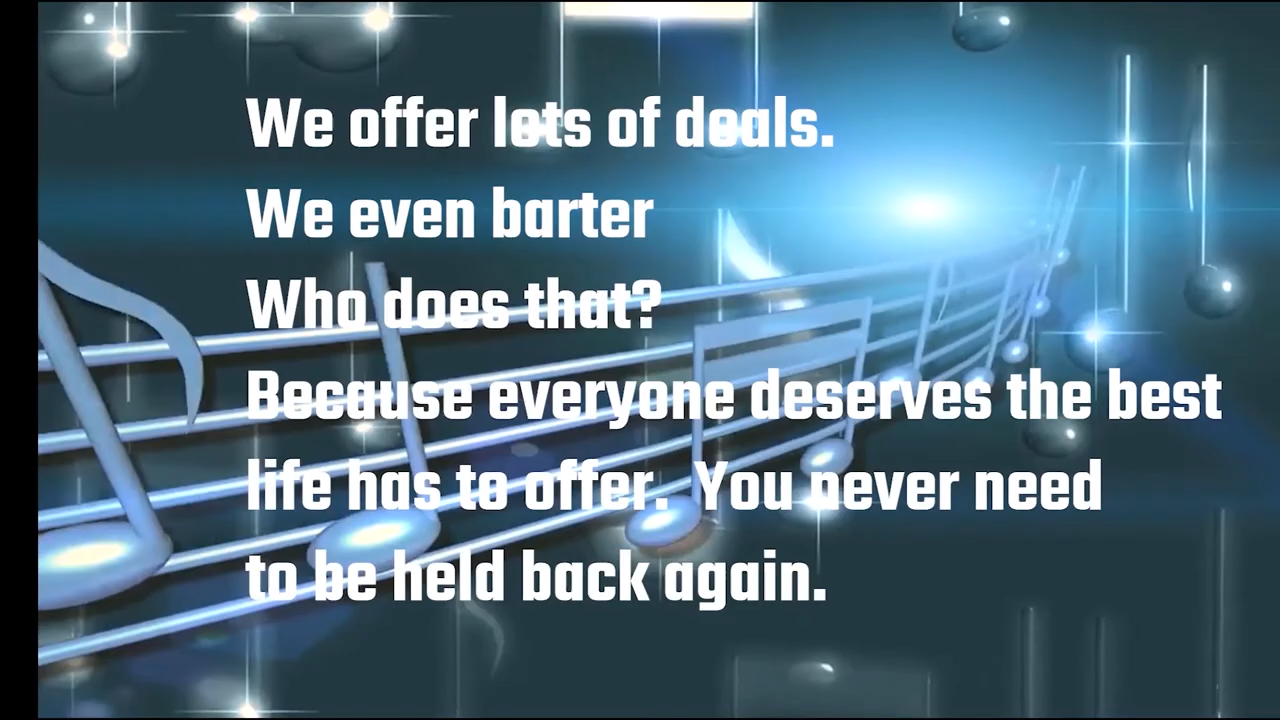 We offer lots of deals.
We even barter
Who does that?
Because everyone deserves the best
life has to offer.  You never need
to be held back again.